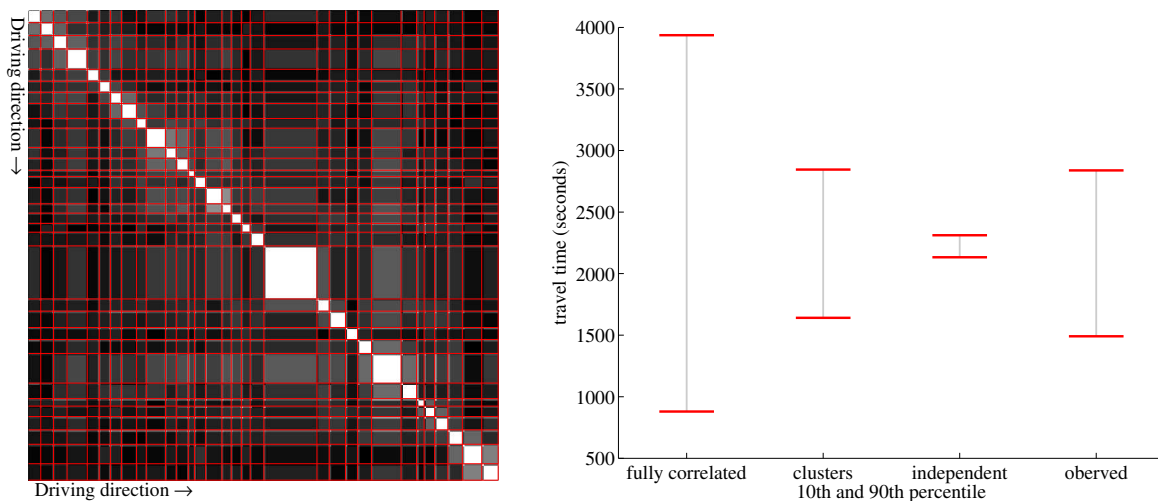 Driving direction →
Driving direction →
travel time (seconds)
4000
3500
3000
2500
2000
1500
1000
500
fully correlated
clusters
independent
oberved
10th and 90th percentile